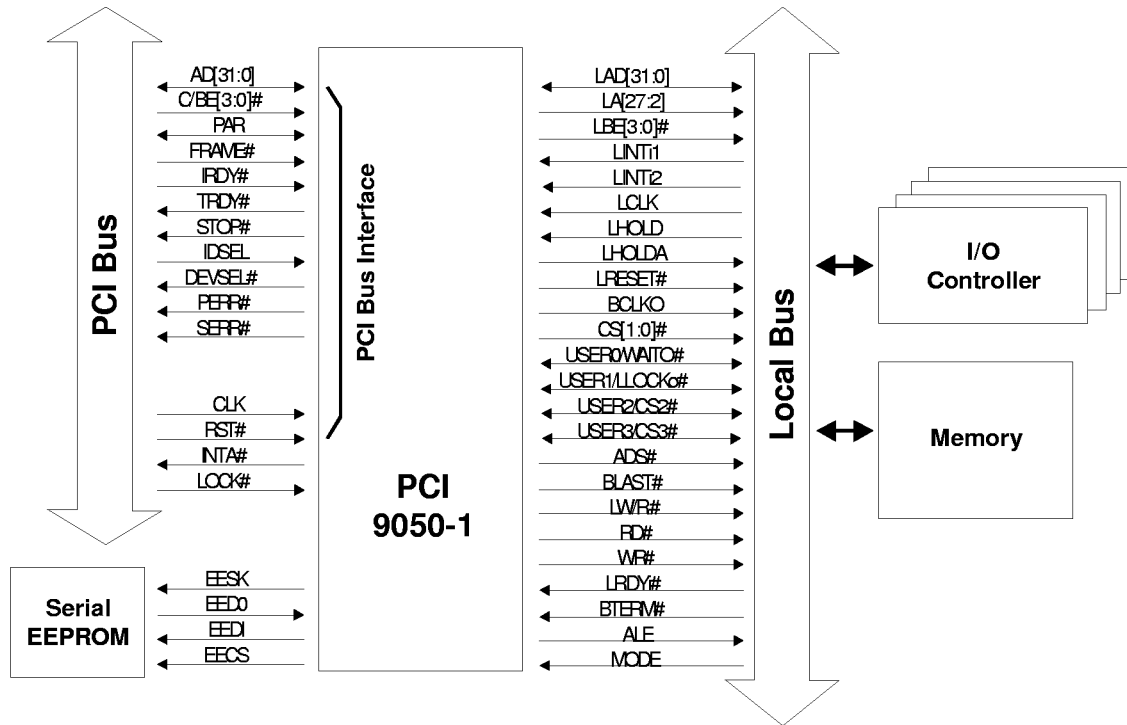 PCI Bus
AD[31:0]
C/BE[3:0]#
PAR
FRAME#
IRDY#
TRDY#
STOP#
IDSEL
DEVSEL#
PERR#
SERR#
CLK
RST#
INTA#
LOCK#
Serial
EEPROM
EESK
EED0
EEDI
EECS
PCI Bus Interface
PCI
9050-1
LAD[31:0]
LA[27:2]
LBE[3:0]#
LINTi1
LINTi2
LCLK
LHOLD
LHOLDA
LRESET#
BCLKO
CS[1:0]#
USER0/WAITO#
USER1/LLOCKo#
USER2/CS2#
USER3/CS3#
ADS#
BLAST#
LW/R#
RD#
WR#
LRDYi#
BTERM#
ALE
MODE
Local Bus
I/O
Controller
Memory